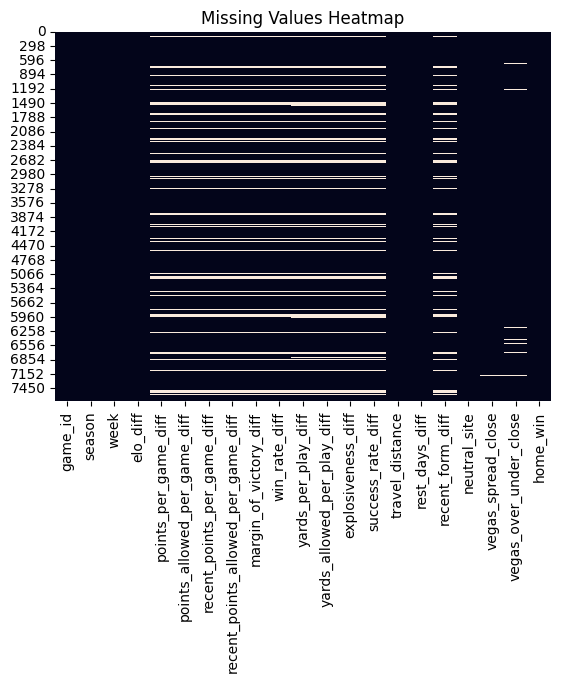 Missing Values Heatmap
0
298
596
894
1192
1490
1788
2086
2384
2682
2980
3278
3576
3874
4172
4470
4768
5066
5364
5662
5960
6258
6556
6854
7152
7450
game_id
season
week
elo_diff
points_per_game_diff
points_allowed_per_game_diff
recent_points_per_game_diff
recent_points_allowed_per_game_diff
margin_of_victory_diff
win_rate_diff
yards_per_play_diff
yards_allowed_per_play_diff
explosiveness_diff
success_rate_diff
travel_distance
rest_days_diff
recent_form_diff
neutral_site
vegas_spread_close
vegas_over_under_close
home_win